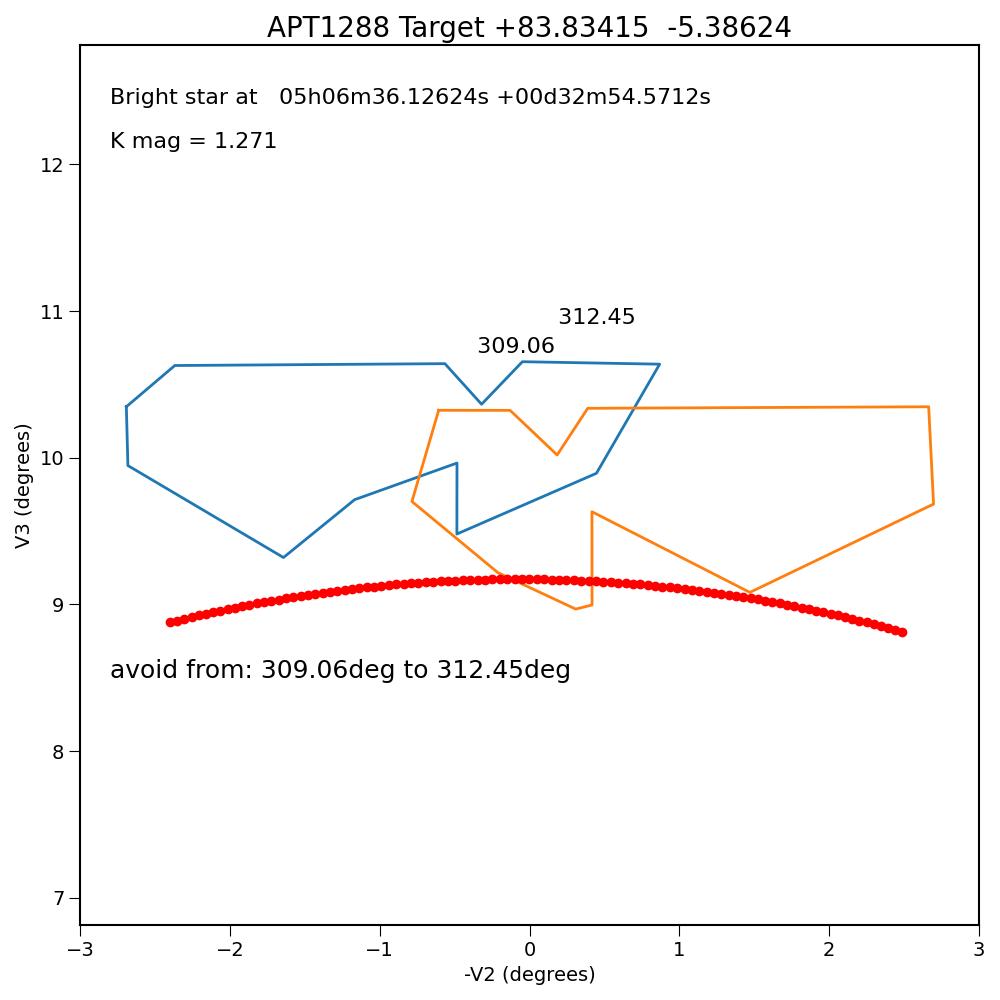 APT1288 Target +83.83415  -5.38624
Bright star at   05h06m36.12624s +00d32m54.5712s
K mag = 1.271
12
11
10
9
8
7
V3 (degrees)
312.45
309.06
avoid from: 309.06deg to 312.45deg
−3 −2 −1 0 1 2 3
-V2 (degrees)